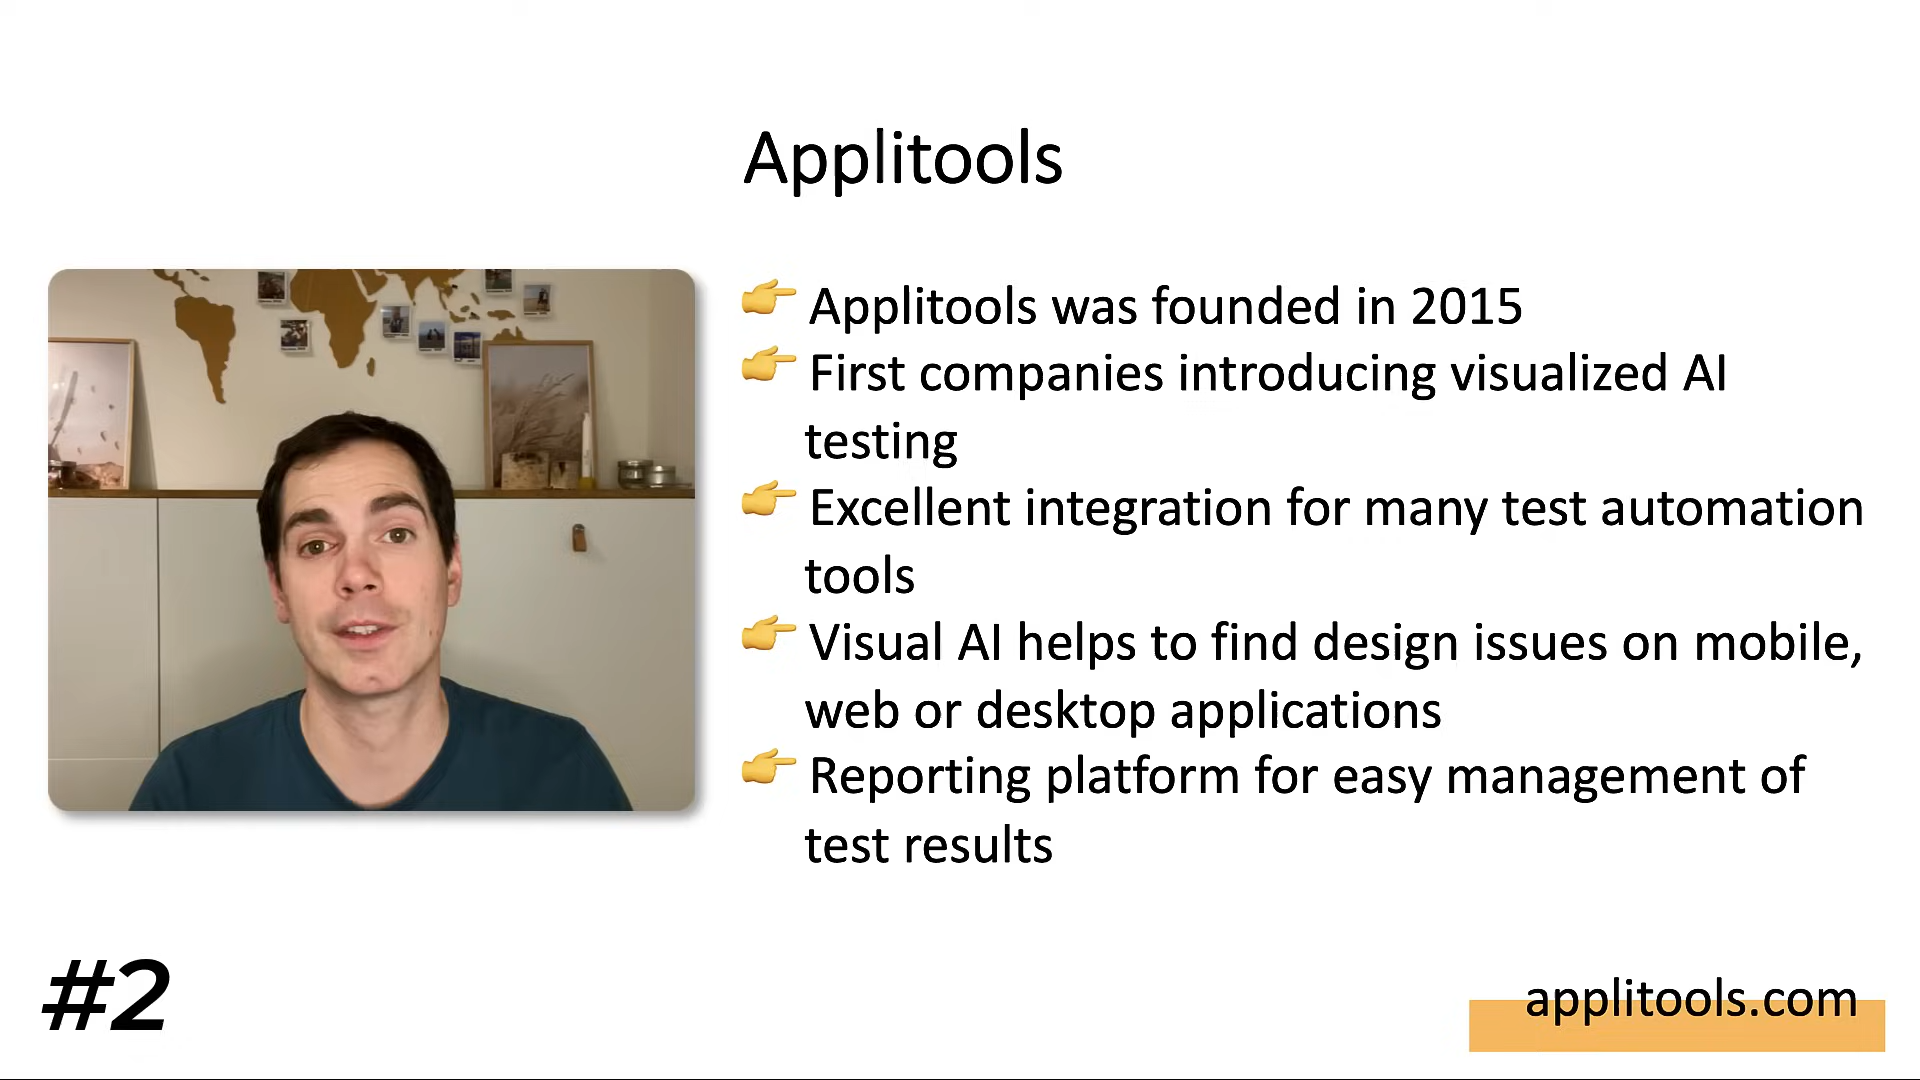 Applitools
👉 Applitools was founded in 2015
👉 First companies introducing visualized AI
testing
👉 Excellent integration for many test automation
tools
👉 Visual AI helps to find design issues on mobile,
web or desktop applications
👉 Reporting platform for easy management of
test results
#2
applitools.com